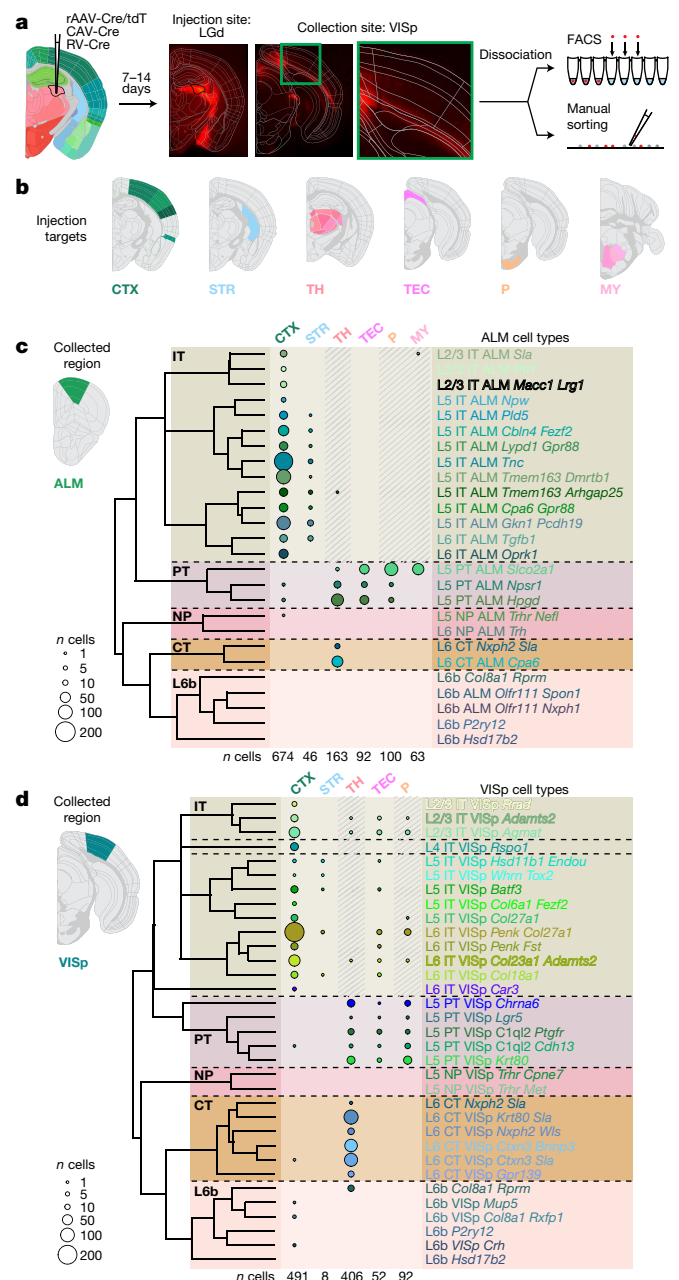 a
rAAV-Cre/tdT
CAV-Cre
RV-Cre
7–14
days
Injection site:
LGd
Collection site: VISp
Dissociation
FACS
Manual
sorting
b
Injection
targets
CTX
STR
TH
TEC
P
MY
c
Collected
region
ALM
CTX STR TH TEC P MY
ALM cell types
IT
L2/3 IT ALM Sla
L2/3 IT ALM
L2/3 IT ALM Macc1 Lrg1
L5 IT ALM Npw
L5 IT ALM Pld5
L5 IT ALM Cbln4 Fezf2
L5 IT ALM Lypd1 Gpr88
L5 IT ALM Tnc
L5 IT ALM Tmem163 Dmrtb1
L5 IT ALM Tmem163 Arhgap25
L5 IT ALM Cpa6 Gpr88
L5 IT ALM Gkn1 Pcdh19
L6 IT ALM Tgfb1
L6 IT ALM Oprk1
PT
L5 PT ALM Slco2a1
L5 PT ALM Npsr1
L5 PT ALM Hpgd
NP
L5 NP ALM Trhr Nefl
L6 NP ALM Trh
CT
L6 CT Nxph2 Sla
L6 CT ALM Cpa6
L6b
L6b Col8a1 Rprm
L6b ALM Olfr111 Spon1
L6b ALM Olfr111 Nxph1
L6b P2ry12
L6b Hsd17b2
n cells
1
5
10
50
100
200
n cells 674 46 163 92 100 63
d
Collected
region
VISp
CTX STR TH TEC P
VISp cell types
IT
L2/3 IT VISp Rrad
L2/3 IT VISp Adamts2
L2/3 IT VISp Agmat
L4 IT VISp Rspo1
L5 IT VISp Hsd11b1 Endou
L5 IT VISp Whrn Tox2
L5 IT VISp Batf3
L5 IT VISp Col6a1 Fezf2
L5 IT VISp Col27a1
L6 IT VISp Penk Col27a1
L6 IT VISp Penk Fst
L6 IT VISp Col23a1 Adamts2
L6 IT VISp Col18a1
L6 IT VISp Car3
PT
L5 PT VISp Chrna6
L5 PT VISp Lgr5
L5 PT VISp C1ql2 Ptgfr
L5 PT VISp C1ql2 Cdh13
L5 PT VISp Krt80
NP
L5 NP VISp Trhr Cpne7
L5 NP VISp Trhr Met
CT
L6 CT Nxph2 Sla
L6 CT VISp Krt80 Sla
L6 CT VISp Nxph2 Wls
L6 CT VISp Ctxn3 Brinp3
L6 CT VISp Ctxn3 Sla
L6 CT VISp Gpr139
L6b
L6b Col8a1 Rprm
L6b VISp Mup5
L6b VISp Col8a1 Rxfp1
L6b P2ry12
L6b VISp Crh
L6b Hsd17b2
n cells
1
5
10
50
100
200
n cells 491 8 406 52 92